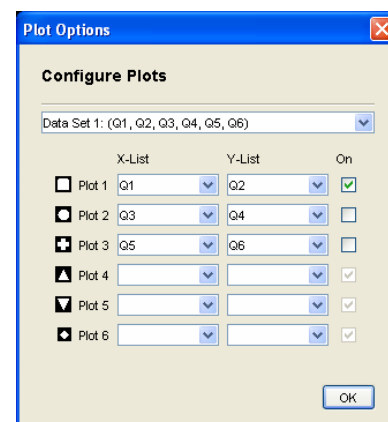 Plot Options
Configure Plots
Data Set 1: (Q1, Q2, Q3, Q4, Q5, Q6)
X-List Y-List On
Plot 1 Q1 Q2
Plot 2 Q3 Q4
Plot 3 Q5 Q6
Plot 4
Plot 5
Plot 6
OK